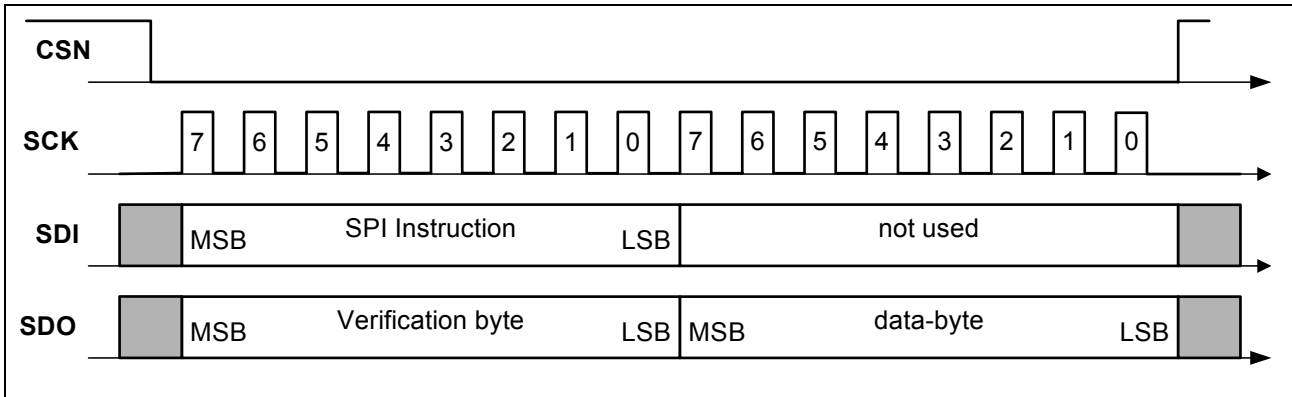 CSN
SCK 7 6 5 4 3 2 1 0 7 6 5 4 3 2 1 0
SDI MSB SPI Instruction LSB not used
SDO MSB Verification byte LSB MSB data-byte LSB